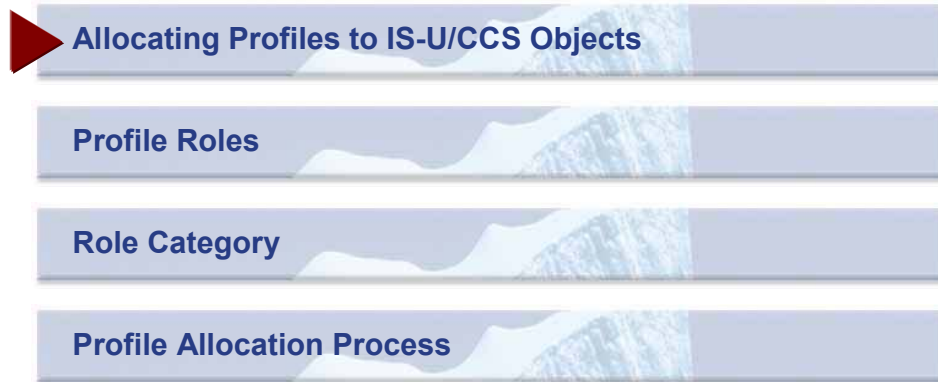 Allocating Profiles to IS-U/CCS Objects
Profile Roles
Role Category
Profile Allocation Process